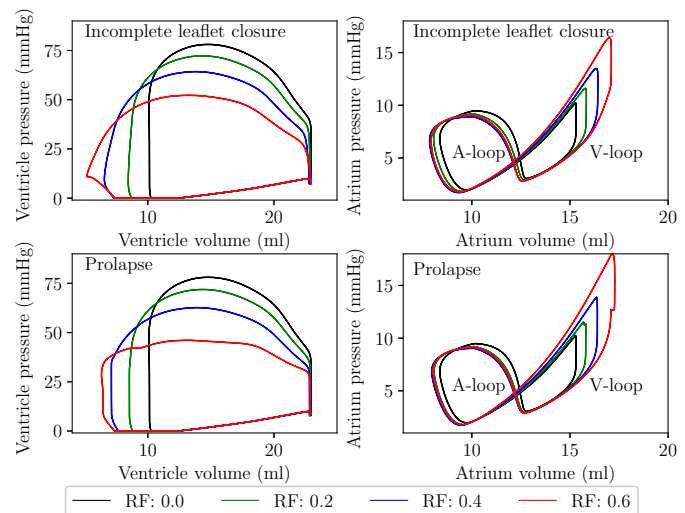 Incomplete leaflet closure
Ventricle pressure (mmHg)
75
50
25
0
10
20
Ventricle volume (ml)
Incomplete leaflet closure
Atrium pressure (mmHg)
15
10
5
A-loop
V-loop
10
15
20
Atrium volume (ml)
Prolapse
Ventricle pressure (mmHg)
75
50
25
0
10
20
Ventricle volume (ml)
Prolapse
Atrium pressure (mmHg)
15
10
5
A-loop
V-loop
10
15
20
Atrium volume (ml)
RF: 0.0 RF: 0.2 RF: 0.4 RF: 0.6